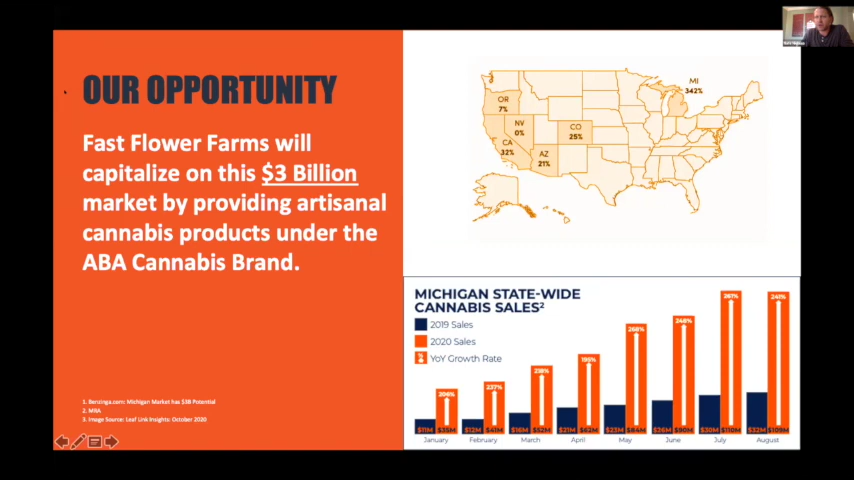 OUR OPPORTUNITY
Fast Flower Farms will
capitalize on this $3 Billion
market by providing artisanal
cannabis products under the
ABA Cannabis Brand.
1. Benzinga.com: Michigan Market has $3B Potential
2. MRA
3. Image Source: Leaf Link Insights: October 2020
MI
342%
OR
7%
NV
0%
CO
25%
CA
32%
AZ
21%
MICHIGAN STATE-WIDE
CANNABIS SALES²
2019 Sales
2020 Sales
% YoY Growth Rate
206% 237% 219% 195% 268% 248% 261% 241%
$11M $35M $12M $41M $16M $52M $21M $62M $23M $84M $26M $90M $30M $110M $32M $109M
January February March April May June July August